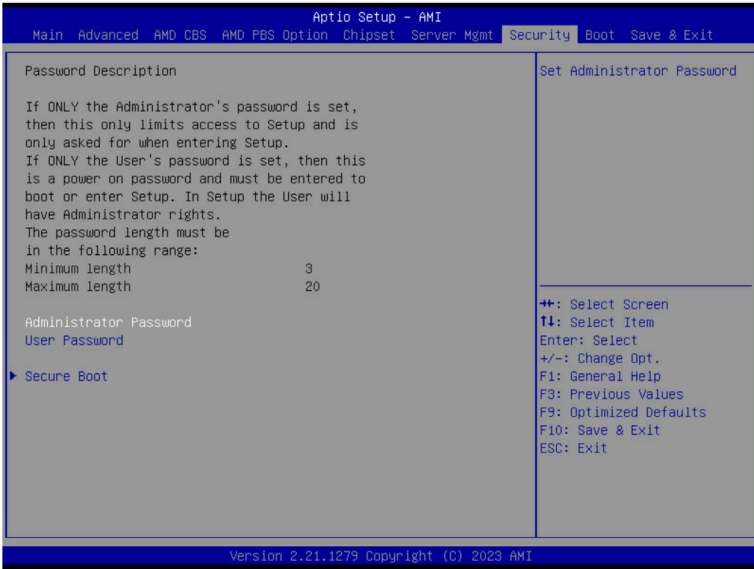 Aptio Setup – AMI
Main Advanced AMD CBS AMD PBS Option Chipset Server Mgmt Security Boot Save & Exit
Password Description
If ONLY the Administrator's password is set,
then this only limits access to Setup and is
only asked for when entering Setup.
If ONLY the User's password is set, then this
is a power on password and must be entered to
boot or enter Setup. In Setup the User will
have Administrator rights.
The password length must be
in the following range:
Minimum length 3
Maximum length 20
Administrator Password
User Password
Secure Boot
Set Administrator Password
→←: Select Screen
↑↓: Select Item
Enter: Select
+/-: Change Opt.
F1: General Help
F3: Previous Values
F9: Optimized Defaults
F10: Save & Exit
ESC: Exit
Version 2.21.1279 Copyright (C) 2023 AMI